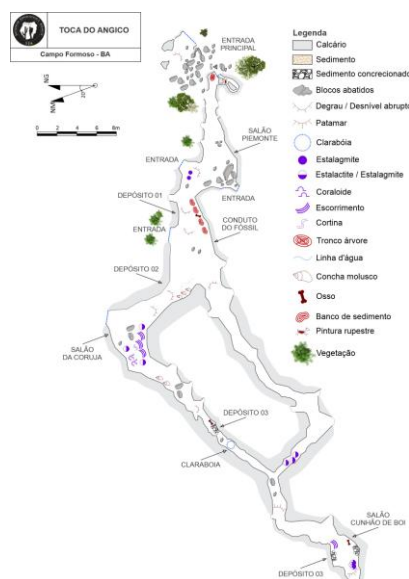 TOCA DO ANGICO
Campo Formoso - BA
NG
NM
20°
0 2 4 6 8m
ENTRADA
PRINCIPAL
SALÃO
PIEMONTE
ENTRADA
ENTRADA
DEPÓSITO 01
ENTRADA
CONDUTO
DO FÓSSIL
DEPÓSITO 02
SALÃO
DA CORUJA
DEPÓSITO 03
CLARABOIA
SALÃO
CUNHÃO DE BOI
DEPÓSITO 03
Legenda
Calcário
Sedimento
Sedimento concrecionado
Blocos abatidos
Degrau / Desnível abrupto
Patamar
Clarabóia
Estalagmite
Estalactite / Estalagmite
Coraloide
Escorrimento
Cortina
Tronco árvore
Linha d'água
Concha molusco
Osso
Banco de sedimento
Pintura rupestre
Vegetação